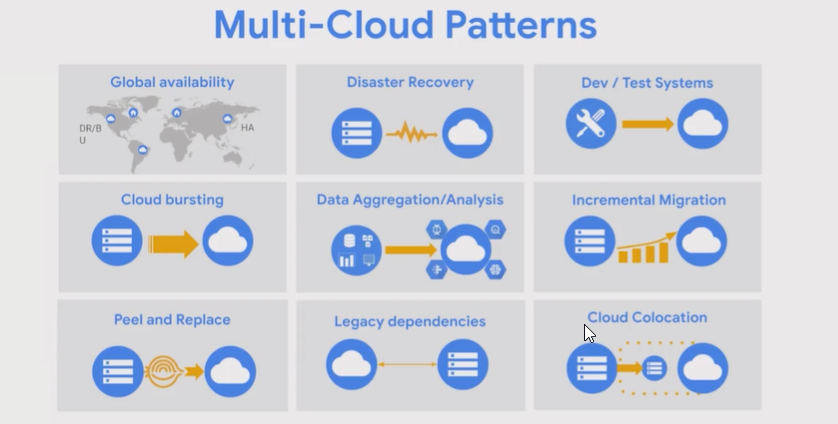 Multi-Cloud Patterns
Global availability
DR/B
U
HA
Disaster Recovery
Dev / Test Systems
Cloud bursting
Data Aggregation/Analysis
Incremental Migration
Peel and Replace
Legacy dependencies
Cloud Colocation